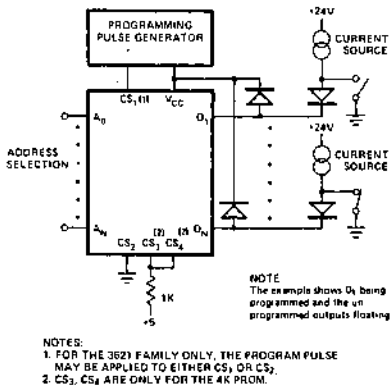 PROGRAMMING
PULSE GENERATOR
+24V
CURRENT
SOURCE
CS₁ (1) VCC
A₀
O₁
ADDRESS
SELECTION
+24V
CURRENT
SOURCE
AN
ON
(2) (2)
CS₂ CS₃ CS₄
1K
+5
NOTE
The example shows O₁ being
programmed and the un
programmed outputs floating
NOTES:
1. FOR THE 3621 FAMILY ONLY, THE PROGRAM PULSE
MAY BE APPLIED TO EITHER CS₁ OR CS₂.
2. CS₃, CS₄ ARE ONLY FOR THE 4K PROM.